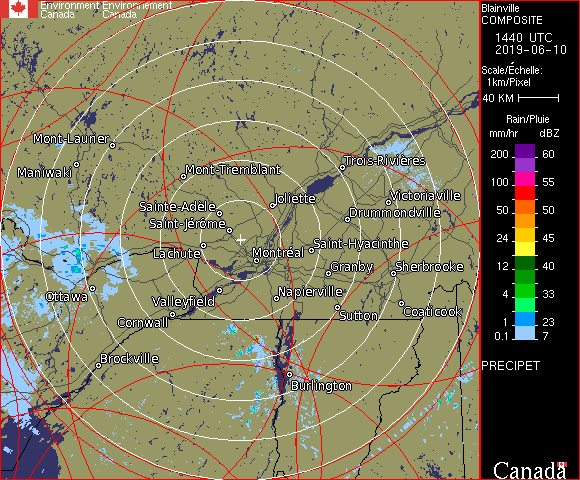 Environment Environnement
Canada Canada
Blainville
COMPOSITE
1440 UTC
2019-06-10
Scale/Échelle:
1km/Pixel
40 KM
Rain/Pluie
mm/hr dBZ
200 60
100 55
50 50
24 45
12 40
4 33
1 23
0.1 7
PRECIPET
Mont-Laurier
Maniwaki
Mont-Tremblant
Trois-Rivières
Joliette
Victoriaville
Sainte-Adèle
Drummondville
Saint-Jérôme
Saint-Hyacinthe
Lachute
Montréal
Granby
Sherbrooke
Ottawa
Napierville
Valleyfield
Coaticook
Sutton
Cornwall
Brockville
Burlington
Canada